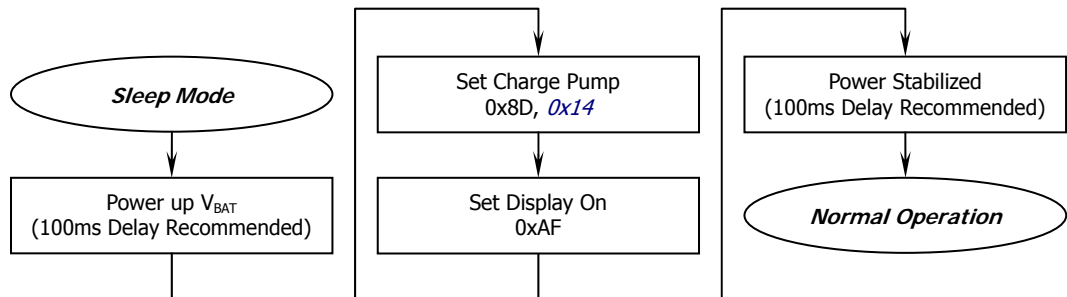 Sleep Mode
Power up VBAT
(100ms Delay Recommended)
Set Charge Pump
0x8D, 0x14
Set Display On
0xAF
Power Stabilized
(100ms Delay Recommended)
Normal Operation